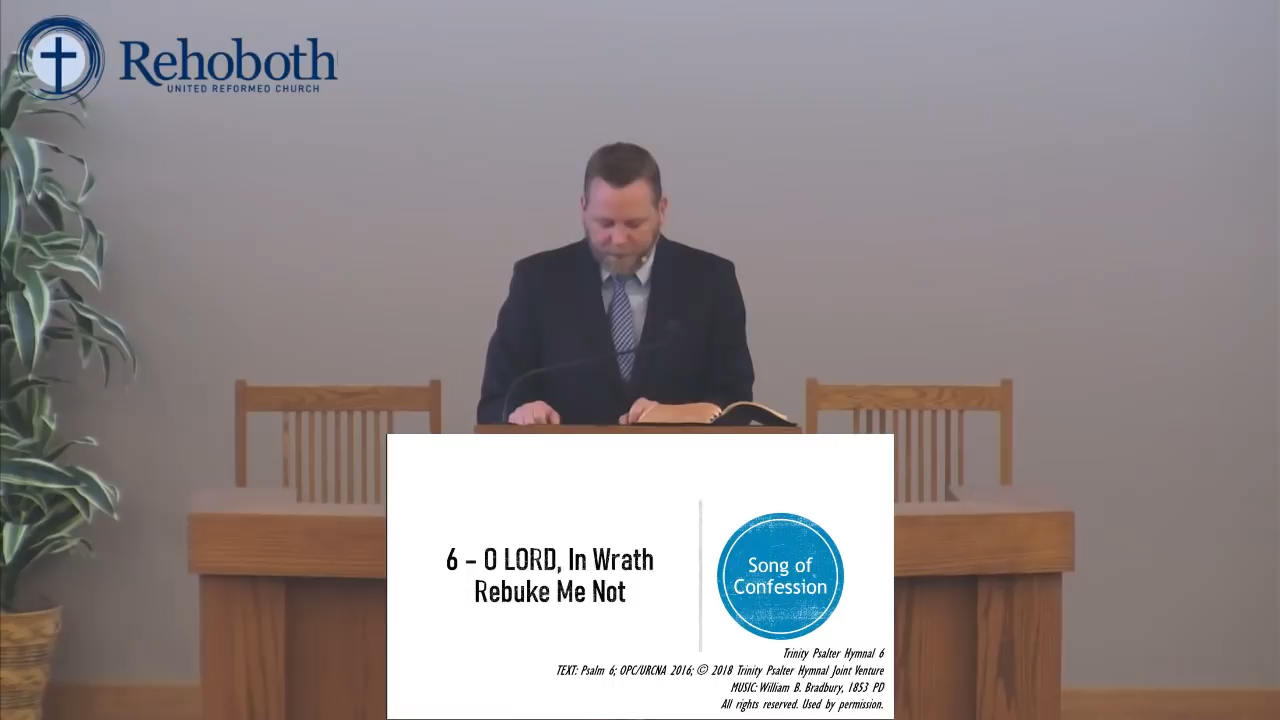 Rehoboth
UNITED REFORMED CHURCH
6 – O LORD, In Wrath
Rebuke Me Not
Song of
Confession
Trinity Psalter Hymnal 6
TEXT: Psalm 6; OPC/URCNA 2016; © 2018 Trinity Psalter Hymnal Joint Venture
MUSIC: William B. Bradbury, 1853 PD
All rights reserved. Used by permission.